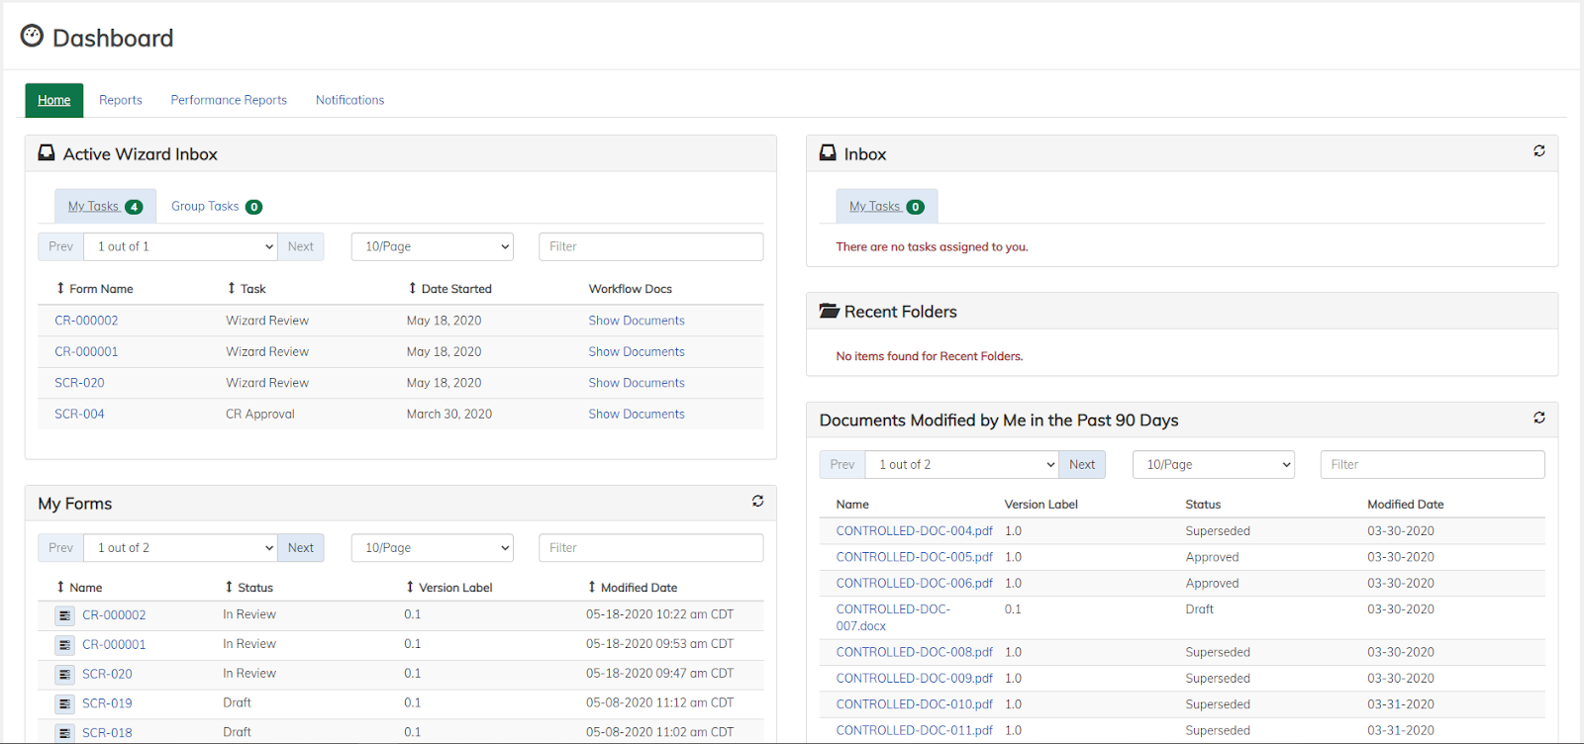 Dashboard
Home Reports Performance Reports Notifications
Active Wizard Inbox
My Tasks 4 Group Tasks 0
Prev 1 out of 1 Next 10/Page Filter
Form Name Task Date Started Workflow Docs
CR-000002 Wizard Review May 18, 2020 Show Documents
CR-000001 Wizard Review May 18, 2020 Show Documents
SCR-020 Wizard Review May 18, 2020 Show Documents
SCR-004 CR Approval March 30, 2020 Show Documents
My Forms
Prev 1 out of 2 Next 10/Page Filter
Name Status Version Label Modified Date
CR-000002 In Review 0.1 05-18-2020 10:22 am CDT
CR-000001 In Review 0.1 05-18-2020 09:53 am CDT
SCR-020 In Review 0.1 05-18-2020 09:47 am CDT
SCR-019 Draft 0.1 05-08-2020 11:12 am CDT
SCR-018 Draft 0.1 05-08-2020 11:02 am CDT
Inbox
My Tasks 0
There are no tasks assigned to you.
Recent Folders
No items found for Recent Folders.
Documents Modified by Me in the Past 90 Days
Prev 1 out of 2 Next 10/Page Filter
Name Version Label Status Modified Date
CONTROLLED-DOC-004.pdf 1.0 Superseded 03-30-2020
CONTROLLED-DOC-005.pdf 1.0 Approved 03-30-2020
CONTROLLED-DOC-006.pdf 1.0 Approved 03-30-2020
CONTROLLED-DOC- 0.1 Draft 03-30-2020
007.docx
CONTROLLED-DOC-008.pdf 1.0 Superseded 03-30-2020
CONTROLLED-DOC-009.pdf 1.0 Superseded 03-30-2020
CONTROLLED-DOC-010.pdf 1.0 Superseded 03-31-2020
CONTROLLED-DOC-011.pdf 1.0 Superseded 03-31-2020